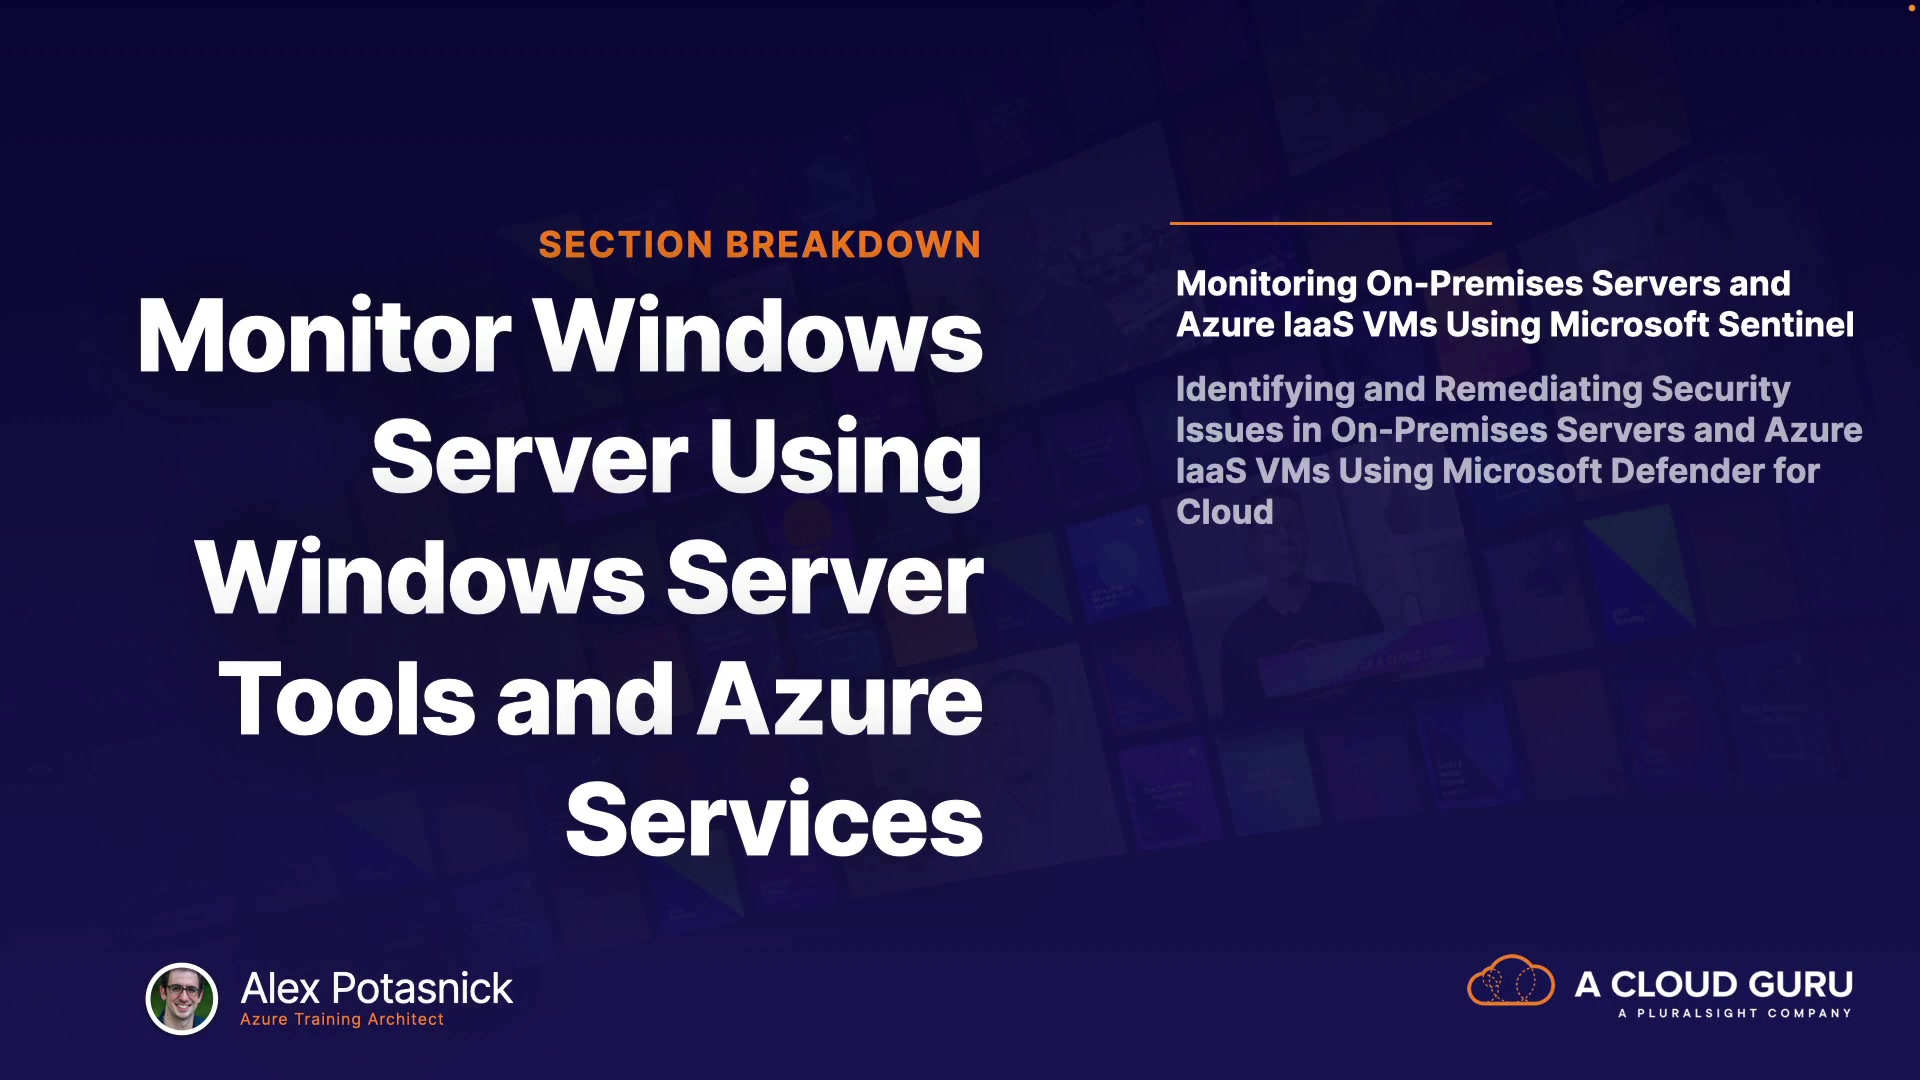 SECTION BREAKDOWN
Monitor Windows
Server Using
Windows Server
Tools and Azure
Services
Monitoring On-Premises Servers and
Azure IaaS VMs Using Microsoft Sentinel
Identifying and Remediating Security
Issues in On-Premises Servers and Azure
IaaS VMs Using Microsoft Defender for
Cloud
Alex Potasnick
Azure Training Architect
A CLOUD GURU
A PLURALSIGHT COMPANY